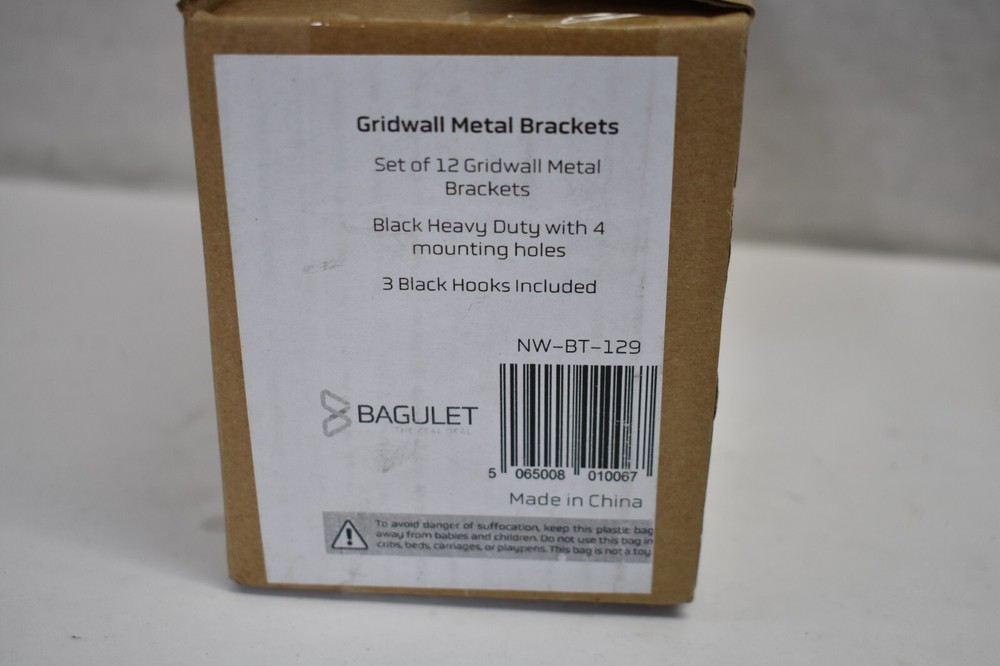 Gridwall Metal Brackets
Set of 12 Gridwall Metal
Brackets
Black Heavy Duty with 4
mounting holes
3 Black Hooks Included
NW-BT-129
BAGULET
THE REAL DEAL
5 065008 010067
Made in China
To avoid danger of suffocation, keep this plastic bag
away from babies and children. Do not use this bag in
cribs, beds, carriages, or playpens. This bag is not a toy